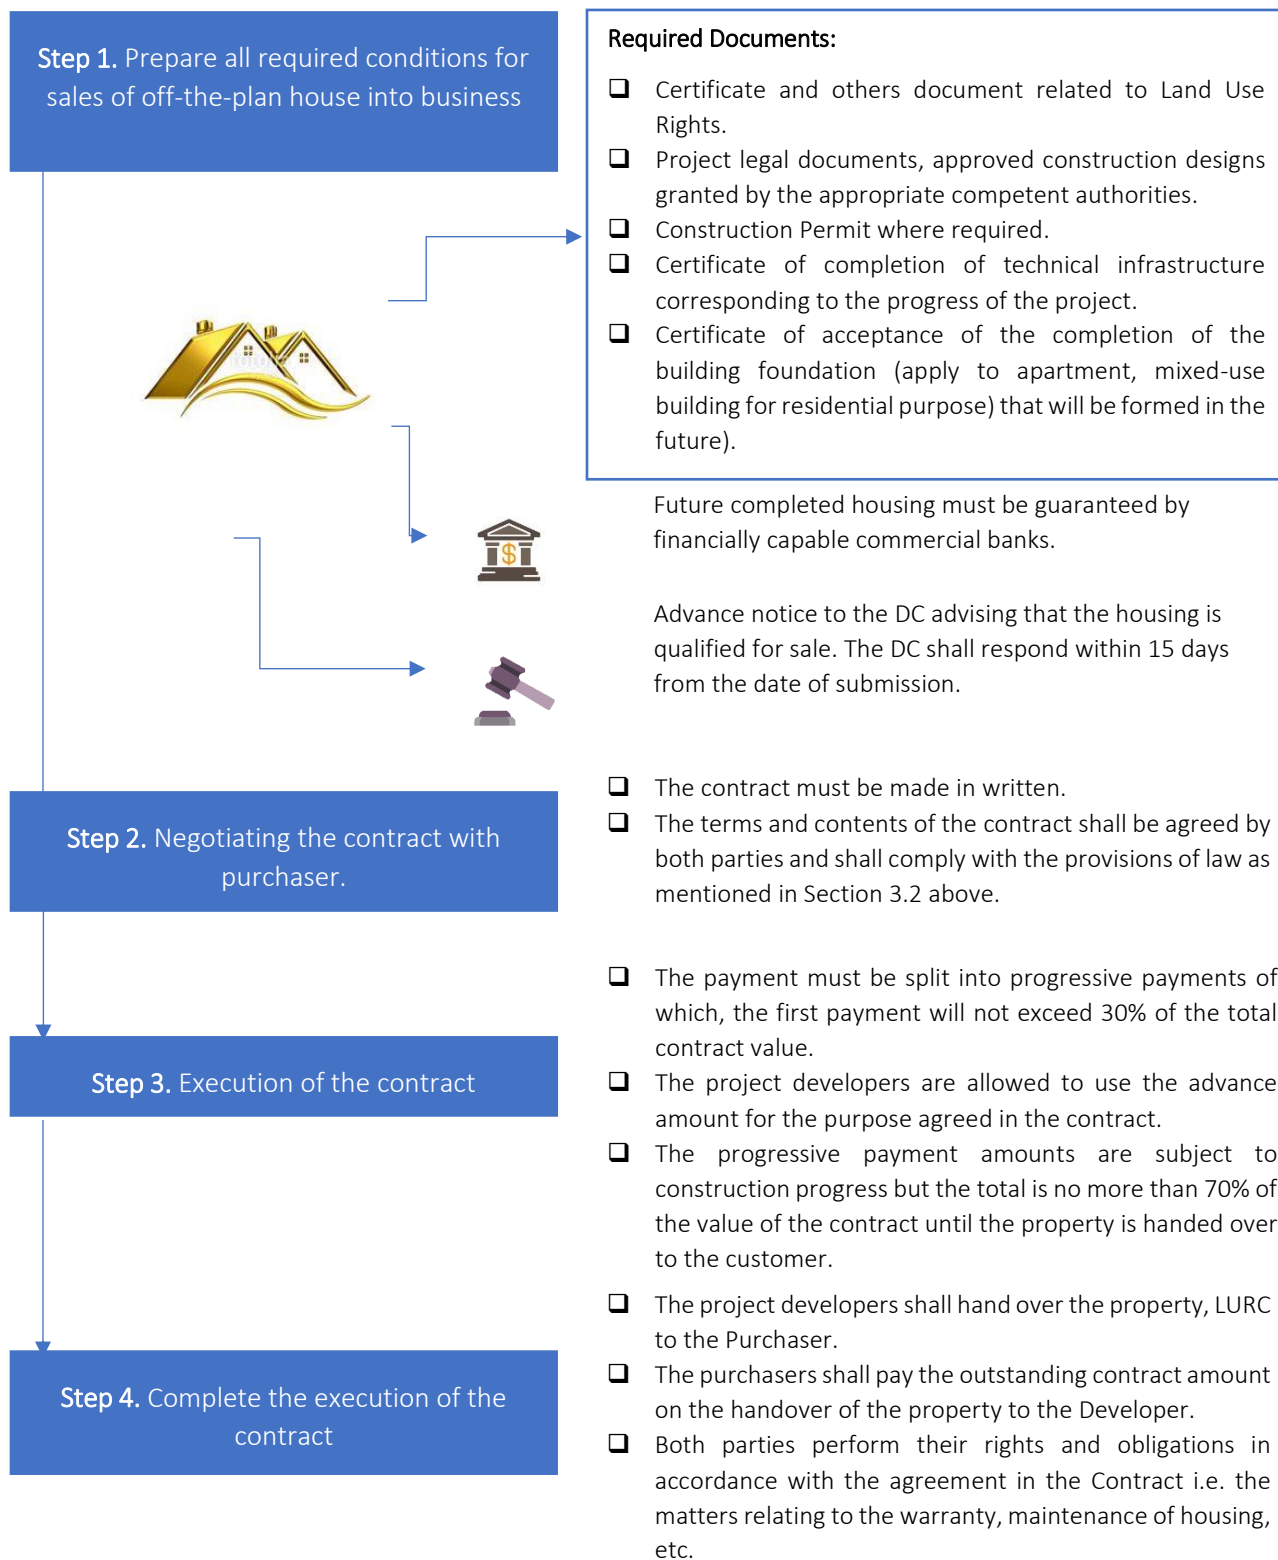 Step 1. Prepare all required conditions for
sales of off-the-plan house into business
Required Documents:
❑ Certificate and others document related to Land Use
Rights.
❑ Project legal documents, approved construction designs
granted by the appropriate competent authorities.
❑ Construction Permit where required.
❑ Certificate of completion of technical infrastructure
corresponding to the progress of the project.
❑ Certificate of acceptance of the completion of the
building foundation (apply to apartment, mixed-use
building for residential purpose) that will be formed in the
future).
Future completed housing must be guaranteed by
financially capable commercial banks.
Advance notice to the DC advising that the housing is
qualified for sale. The DC shall respond within 15 days
from the date of submission.
Step 2. Negotiating the contract with
purchaser.
❑ The contract must be made in written.
❑ The terms and contents of the contract shall be agreed by
both parties and shall comply with the provisions of law as
mentioned in Section 3.2 above.
Step 3. Execution of the contract
❑ The payment must be split into progressive payments of
which, the first payment will not exceed 30% of the total
contract value.
❑ The project developers are allowed to use the advance
amount for the purpose agreed in the contract.
❑ The progressive payment amounts are subject to
construction progress but the total is no more than 70% of
the value of the contract until the property is handed over
to the customer.
Step 4. Complete the execution of the
contract
❑ The project developers shall hand over the property, LURC
to the Purchaser.
❑ The purchasers shall pay the outstanding contract amount
on the handover of the property to the Developer.
❑ Both parties perform their rights and obligations in
accordance with the agreement in the Contract i.e. the
matters relating to the warranty, maintenance of housing,
etc.